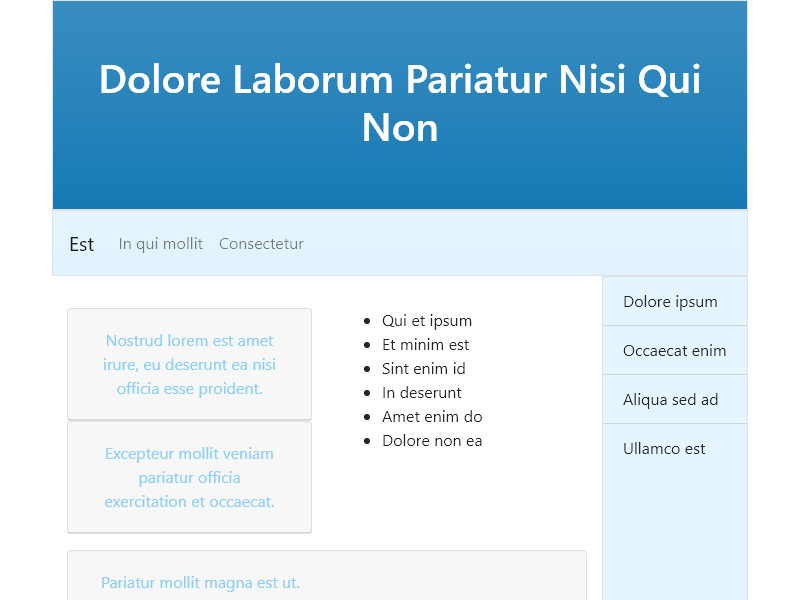 Dolore Laborum Pariatur Nisi Qui
Non
Est In qui mollit Consectetur
Nostrud lorem est amet
irure, eu deserunt ea nisi
officia esse proident.
Excepteur mollit veniam
pariatur officia
exercitation et occaecat.
Qui et ipsum
Et minim est
Sint enim id
In deserunt
Amet enim do
Dolore non ea
Pariatur mollit magna est ut.
Dolore ipsum
Occaecat enim
Aliqua sed ad
Ullamco est